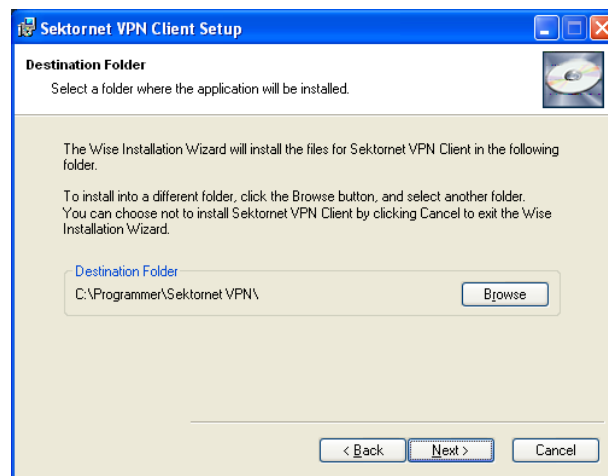 Sektornet VPN Client Setup
Destination Folder
Select a folder where the application will be installed.
The Wise Installation Wizard will install the files for Sektornet VPN Client in the following
folder.
To install into a different folder, click the Browse button, and select another folder.
You can choose not to install Sektornet VPN Client by clicking Cancel to exit the Wise
Installation Wizard.
Destination Folder
C:\Programmer\Sektornet VPN\
Browse
< Back
Next >
Cancel